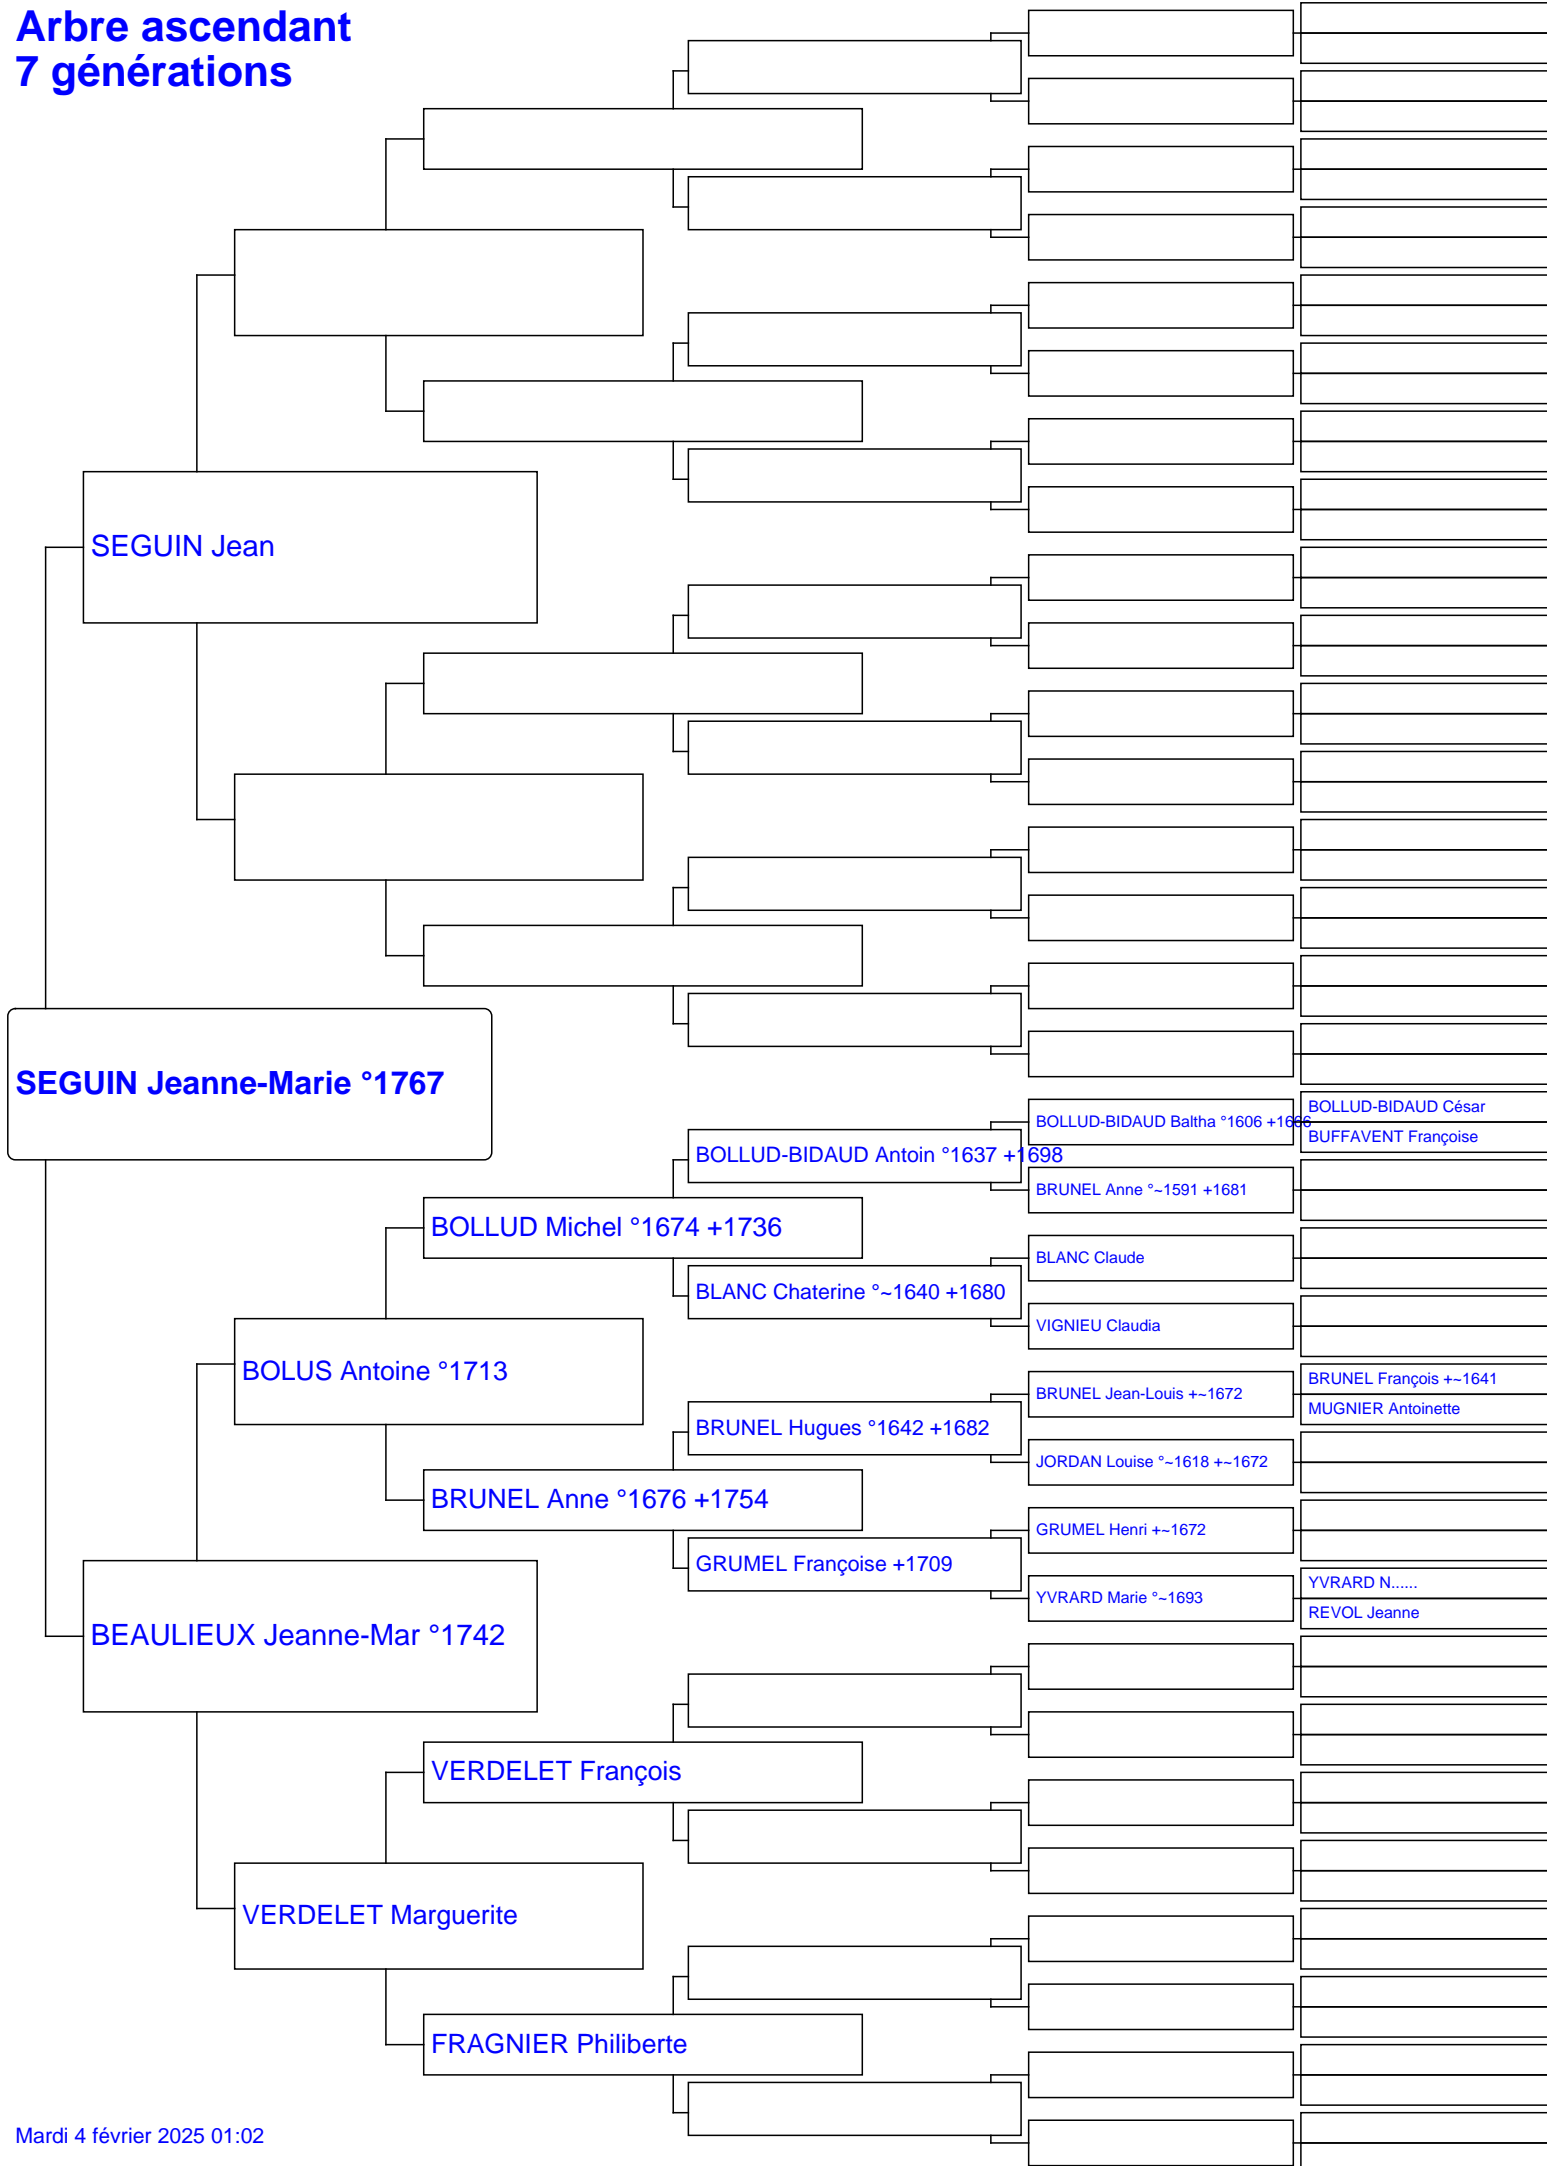 Arbre ascendant
7 générations
SEGUIN Jean
SEGUIN Jeanne-Marie °1767
BOLLUD-BIDAUD César
BOLLUD-BIDAUD Baltha °1606 +1666
BUFFAVENT Françoise
BOLLUD-BIDAUD Antoin °1637 +1698
BRUNEL Anne °~1591 +1681
BOLLUD Michel °1674 +1736
BLANC Claude
BLANC Chaterine °~1640 +1680
VIGNIEU Claudia
BOLUS Antoine °1713
BRUNEL François +~1641
BRUNEL Jean-Louis +~1672
MUGNIER Antoinette
BRUNEL Hugues °1642 +1682
JORDAN Louise °~1618 +~1672
BRUNEL Anne °1676 +1754
GRUMEL Henri +~1672
GRUMEL Françoise +1709
YVRARD N......
YVRARD Marie °~1693
REVOL Jeanne
BEAULIEUX Jeanne-Mar °1742
VERDELET François
VERDELET Marguerite
FRAGNIER Philiberte
Mardi 4 février 2025 01:02